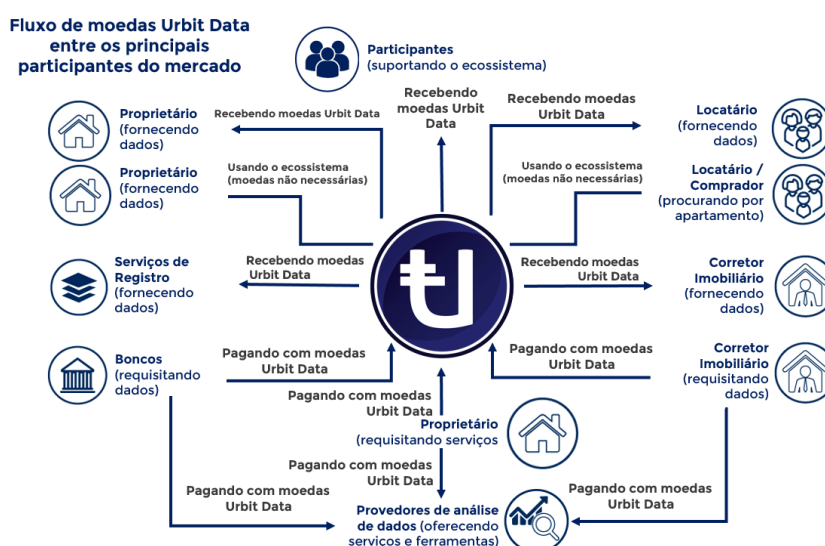 Fluxo de moedas Urbit Data
entre os principais
participantes do mercado
Participantes
(suportando o ecossistema)
Proprietário
(fornecendo
dados)
Recebendo moedas Urbit Data
Recebendo
moedas Urbit
Data
Recebendo moedas
Urbit Data
Locatário
(fornecendo
dados)
Proprietário
(fornecendo
dados)
Usando o ecossistema
(moedas não necessárias)
Usando o ecossistema
(moedas não necessárias)
Locatário /
Comprador
(procurando por
apartamento)
Serviços de
Registro
(fornecendo
dados)
Recebendo moedas
Urbit Data
Recebendo moedas
Urbit Data
Corretor
Imobiliário
(fornecendo
dados)
Boncos
(requisitando
dados)
Pagando com moedas
Urbit Data
Pagando com moedas
Urbit Data
Corretor
Imobiliário
(requisitando
dados)
Pagando com moedas
Urbit Data
Proprietário
(requisitando serviços
Pagando com moedas
Urbit Data
Pagando com moedas
Urbit Data
Provedores de análise
de dados (oferecendo
serviços e ferramentas)
Pagando com moedas
Urbit Data